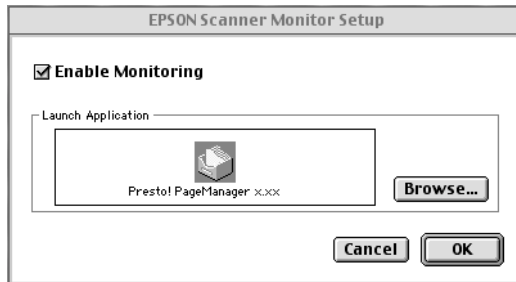 EPSON Scanner Monitor Setup
Enable Monitoring
Launch Application
Presto! PageManager x.xx
Browse...
Cancel
OK